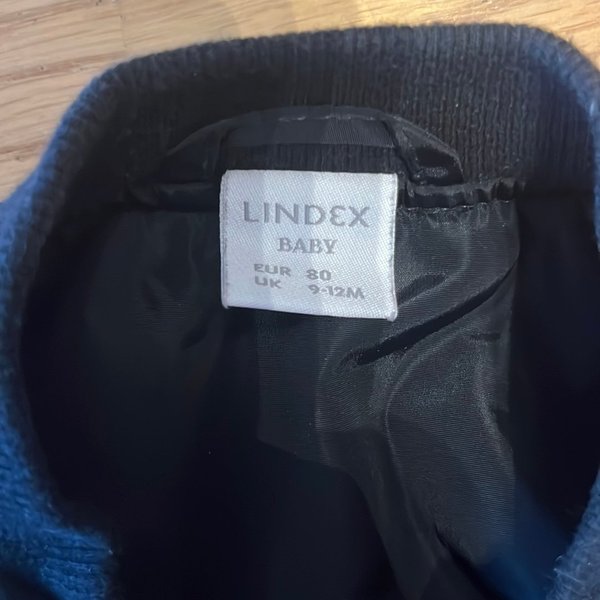 LINDEX
BABY
EUR 80
UK 9-12M